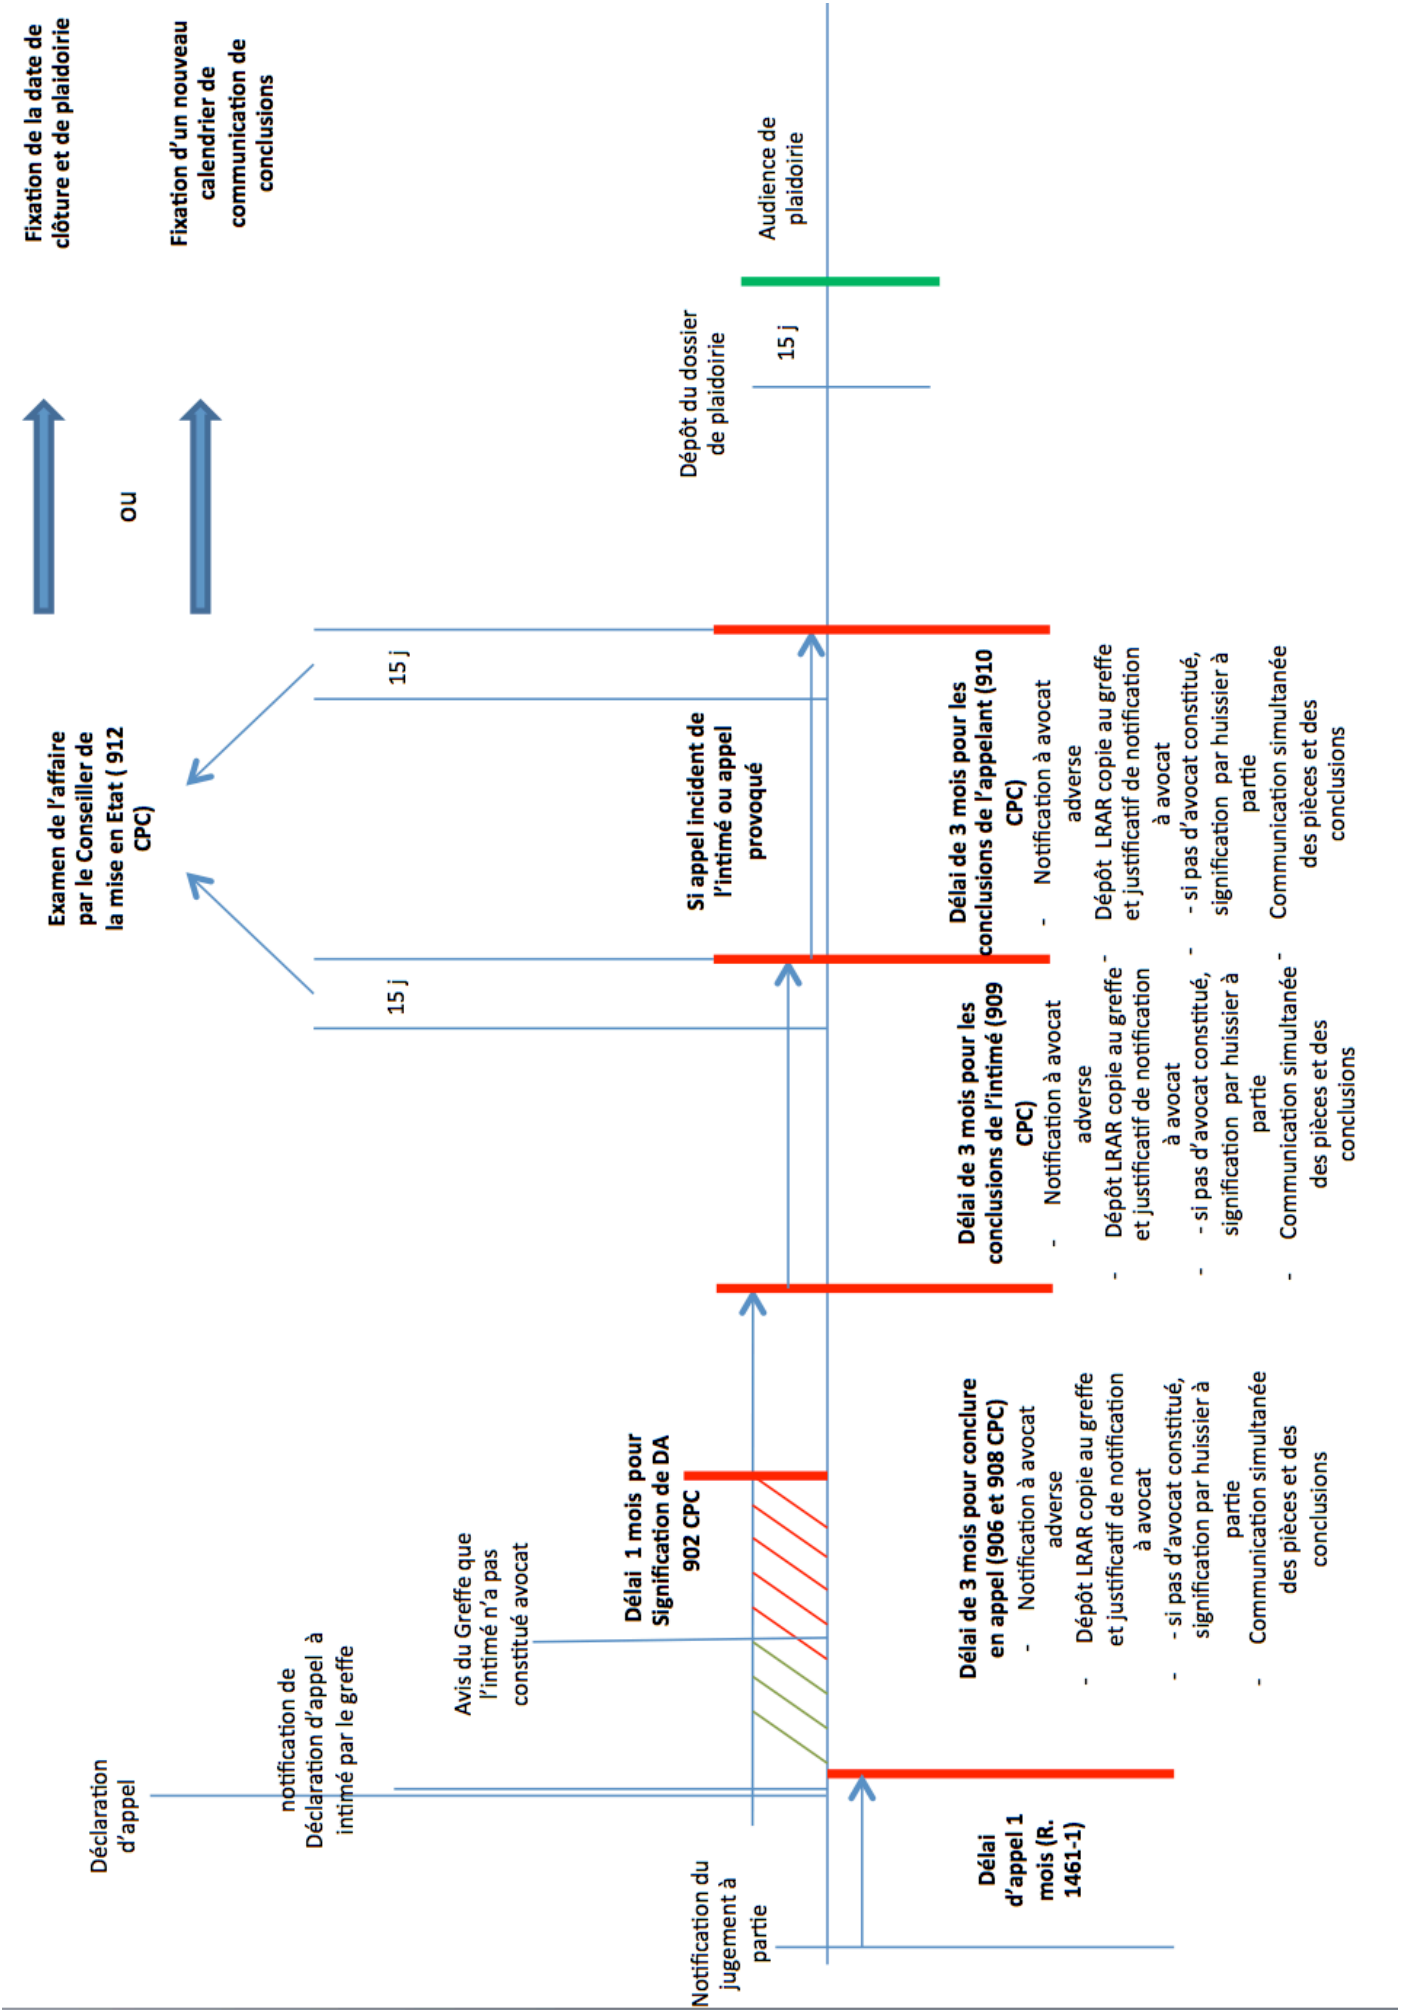 Notification du
jugement à
partie
Délai
d'appel 1
mois (R.
1461-1)
Déclaration
d'appel
notification de
Déclaration d'appel à
intimé par le greffe
Avis du Greffe que
l'intimé n'a pas
constitué avocat
Délai 1 mois pour
Signification de DA
902 CPC
Délai de 3 mois pour conclure
en appel (906 et 908 CPC)
- Notification à avocat
adverse
- Dépôt LRAR copie au greffe
et justificatif de notification
à avocat
- - si pas d'avocat constitué,
signification par huissier à
partie
- Communication simultanée
des pièces et des
conclusions
Délai de 3 mois pour les
conclusions de l'intimé (909
CPC)
- Notification à avocat
adverse
- Dépôt LRAR copie au greffe
et justificatif de notification
à avocat
- - si pas d'avocat constitué,
signification par huissier à
partie
- Communication simultanée
des pièces et des
conclusions
15 j
Examen de l'affaire
par le Conseiller de
la mise en Etat ( 912
CPC)
Si appel incident de
l'intimé ou appel
provoqué
Délai de 3 mois pour les
conclusions de l'appelant (910
CPC)
- Notification à avocat
adverse
- Dépôt LRAR copie au greffe
et justificatif de notification
à avocat
- - si pas d'avocat constitué,
signification par huissier à
partie
- Communication simultanée
des pièces et des
conclusions
15 j
ou
Fixation de la date de
clôture et de plaidoirie
Fixation d'un nouveau
calendrier de
communication de
conclusions
Dépôt du dossier
de plaidoirie
15 j
Audience de
plaidoirie